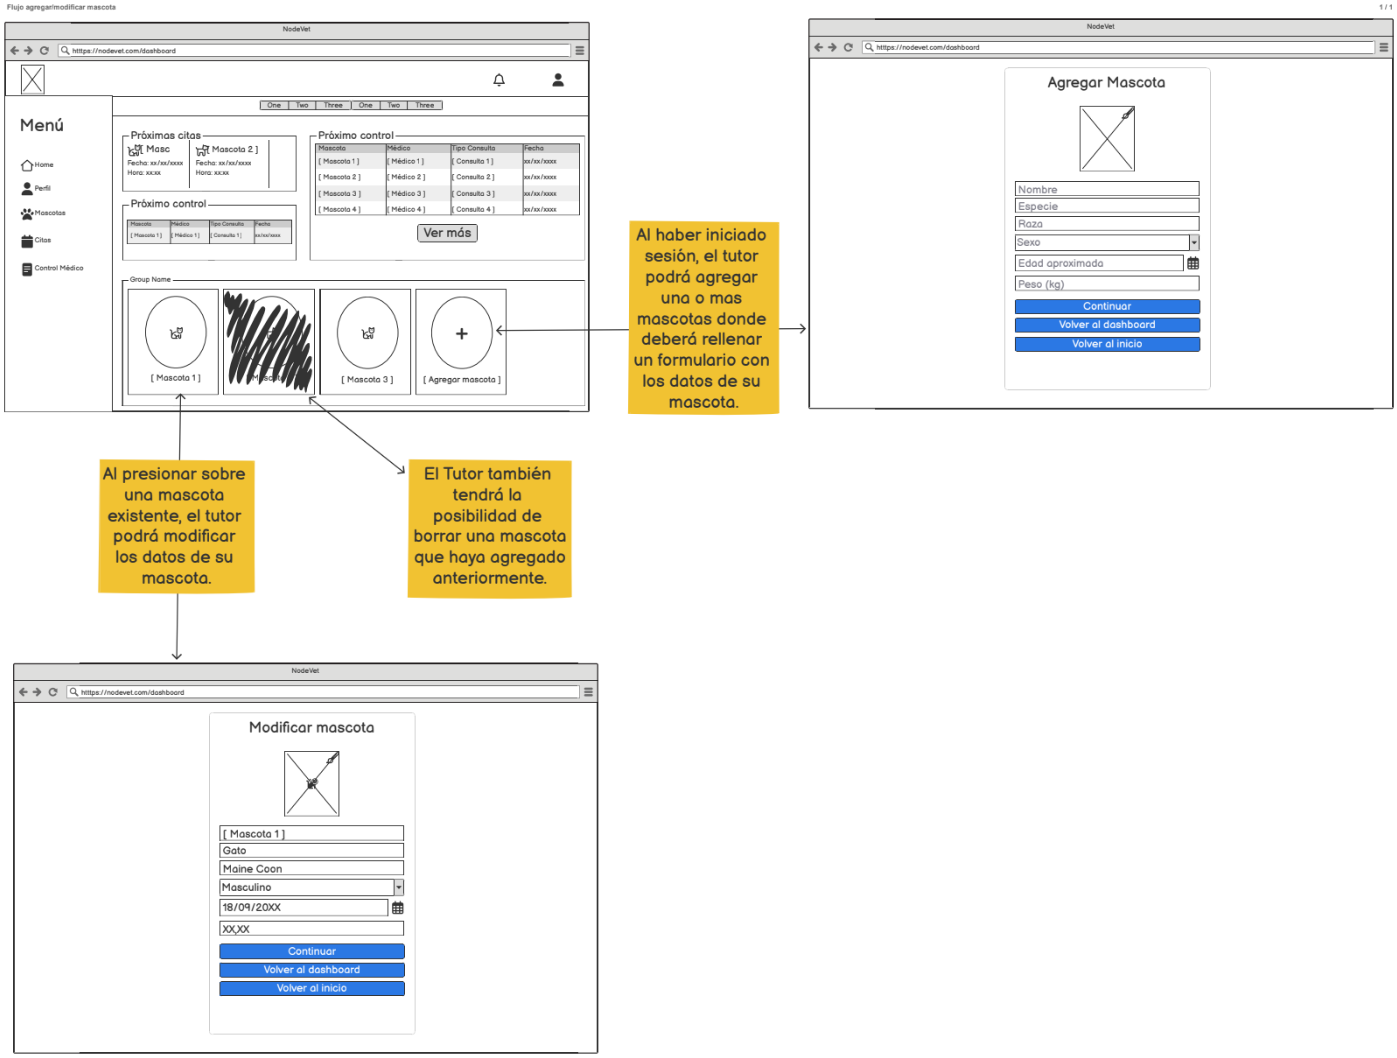 Flujo agregar/modificar mascota
1 / 1
NodeVet
https://nodevet.com/dashboard
One Two Three One Two Three
Menú
Home
Perfil
Mascotas
Citas
Control Médico
Próximas citas
Masc
Fecha: xx/xx/xxxx
Hora: xx:xx
Mascota 2 ]
Fecha: xx/xx/xxxx
Hora: xx:xx
Próximo control
Mascota Médico Tipo Consulta Fecha
[ Mascota 1 ] [ Médico 1 ] [ Consulta 1 ] xx/xx/xxxx
Próximo control
Mascota Médico Tipo Consulta Fecha
[ Mascota 1 ] [ Médico 1 ] [ Consulta 1 ] xx/xx/xxxx
[ Mascota 2 ] [ Médico 2 ] [ Consulta 2 ] xx/xx/xxxx
[ Mascota 3 ] [ Médico 3 ] [ Consulta 3 ] xx/xx/xxxx
[ Mascota 4 ] [ Médico 4 ] [ Consulta 4 ] xx/xx/xxxx
Ver más
Group Name
[ Mascota 1 ]
[ Mascota 3 ]
[ Agregar mascota ]
Al haber iniciado
sesión, el tutor
podrá agregar
una o mas
mascotas donde
deberá rellenar
un formulario con
los datos de su
mascota.
NodeVet
https://nodevet.com/dashboard
Agregar Mascota
Nombre
Especie
Raza
Sexo
Edad aproximada
Peso (kg)
Continuar
Volver al dashboard
Volver al inicio
Al presionar sobre
una mascota
existente, el tutor
podrá modificar
los datos de su
mascota.
El Tutor también
tendrá la
posibilidad de
borrar una mascota
que haya agregado
anteriormente.
NodeVet
https://nodevet.com/dashboard
Modificar mascota
[ Mascota 1 ]
Gato
Maine Coon
Masculino
18/09/20XX
XX,XX
Continuar
Volver al dashboard
Volver al inicio